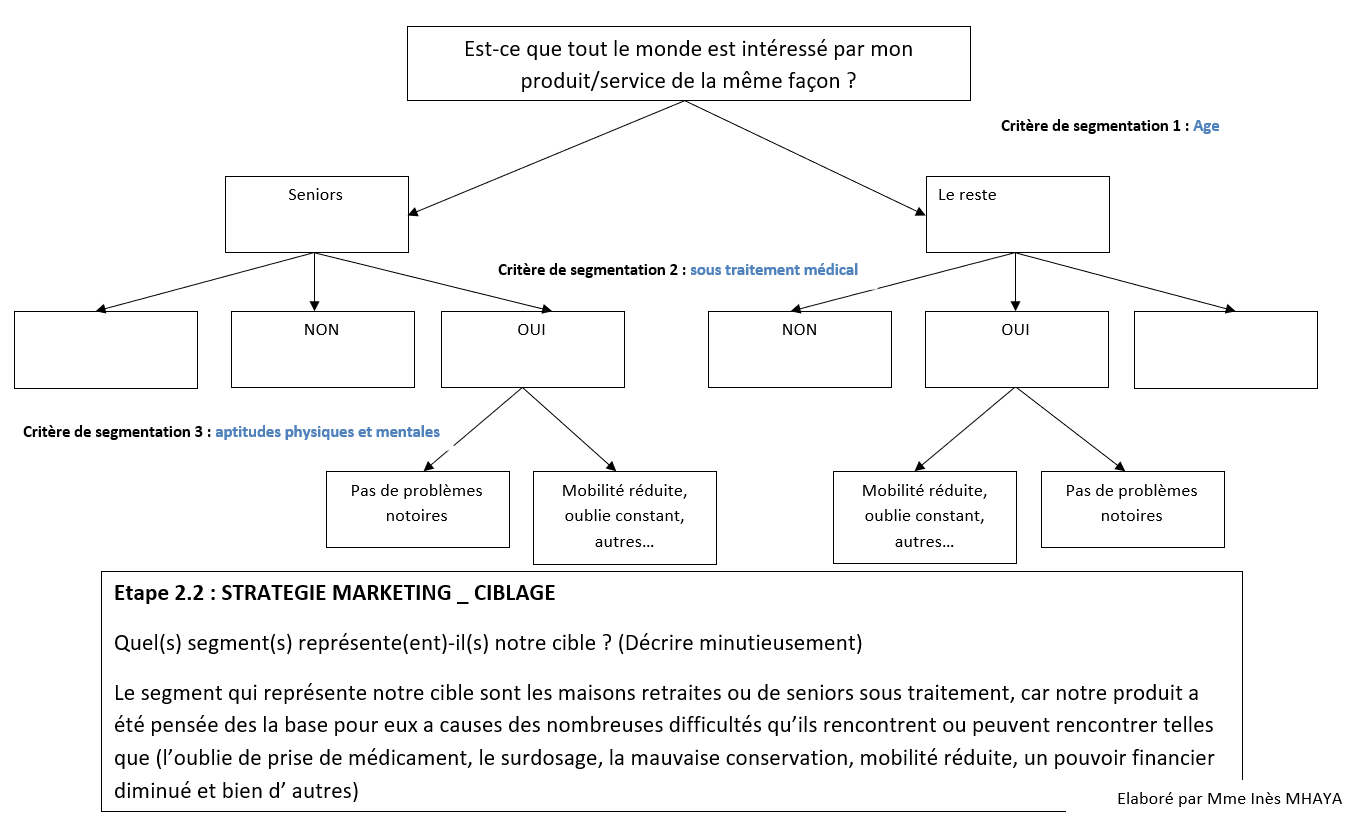 Est-ce que tout le monde est intéressé par mon
produit/service de la même façon ?
Critère de segmentation 1 : Age
Seniors
Le reste
Critère de segmentation 2 : sous traitement médical
NON
OUI
NON
OUI
Critère de segmentation 3 : aptitudes physiques et mentales
Pas de problèmes
notoires
Mobilité réduite,
oublie constant,
autres…
Mobilité réduite,
oublie constant,
autres…
Pas de problèmes
notoires
Etape 2.2 : STRATEGIE MARKETING _ CIBLAGE
Quel(s) segment(s) représente(ent)-il(s) notre cible ? (Décrire minutieusement)
Le segment qui représente notre cible sont les maisons retraites ou de seniors sous traitement, car notre produit a
été pensée des la base pour eux a causes des nombreuses difficultés qu’ils rencontrent ou peuvent rencontrer telles
que (l’oublie de prise de médicament, le surdosage, la mauvaise conservation, mobilité réduite, un pouvoir financier
diminué et bien d’ autres)
Elaboré par Mme Inès MHAYA